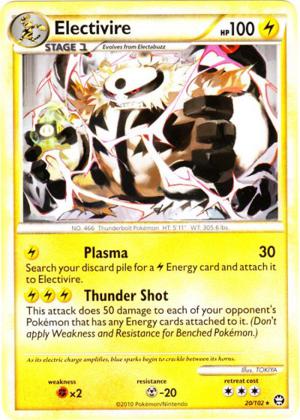 Electivire HP100
STAGE 1 Evolves from Electabuzz
NO. 466 Thunderbolt Pokémon HT: 5'11" WT: 305.6 lbs.
Plasma 30
Search your discard pile for a Energy card and attach it
to Electivire.
Thunder Shot
This attack does 50 damage to each of your opponent's
Pokémon that has any Energy cards attached to it. (Don't
apply Weakness and Resistance for Benched Pokémon.)
As its electric charge amplifies, blue sparks begin to crackle between its horns.
Illus. TOKIYA
weakness resistance retreat cost
×2 -20
©2010 Pokémon/Nintendo 20/102 ★